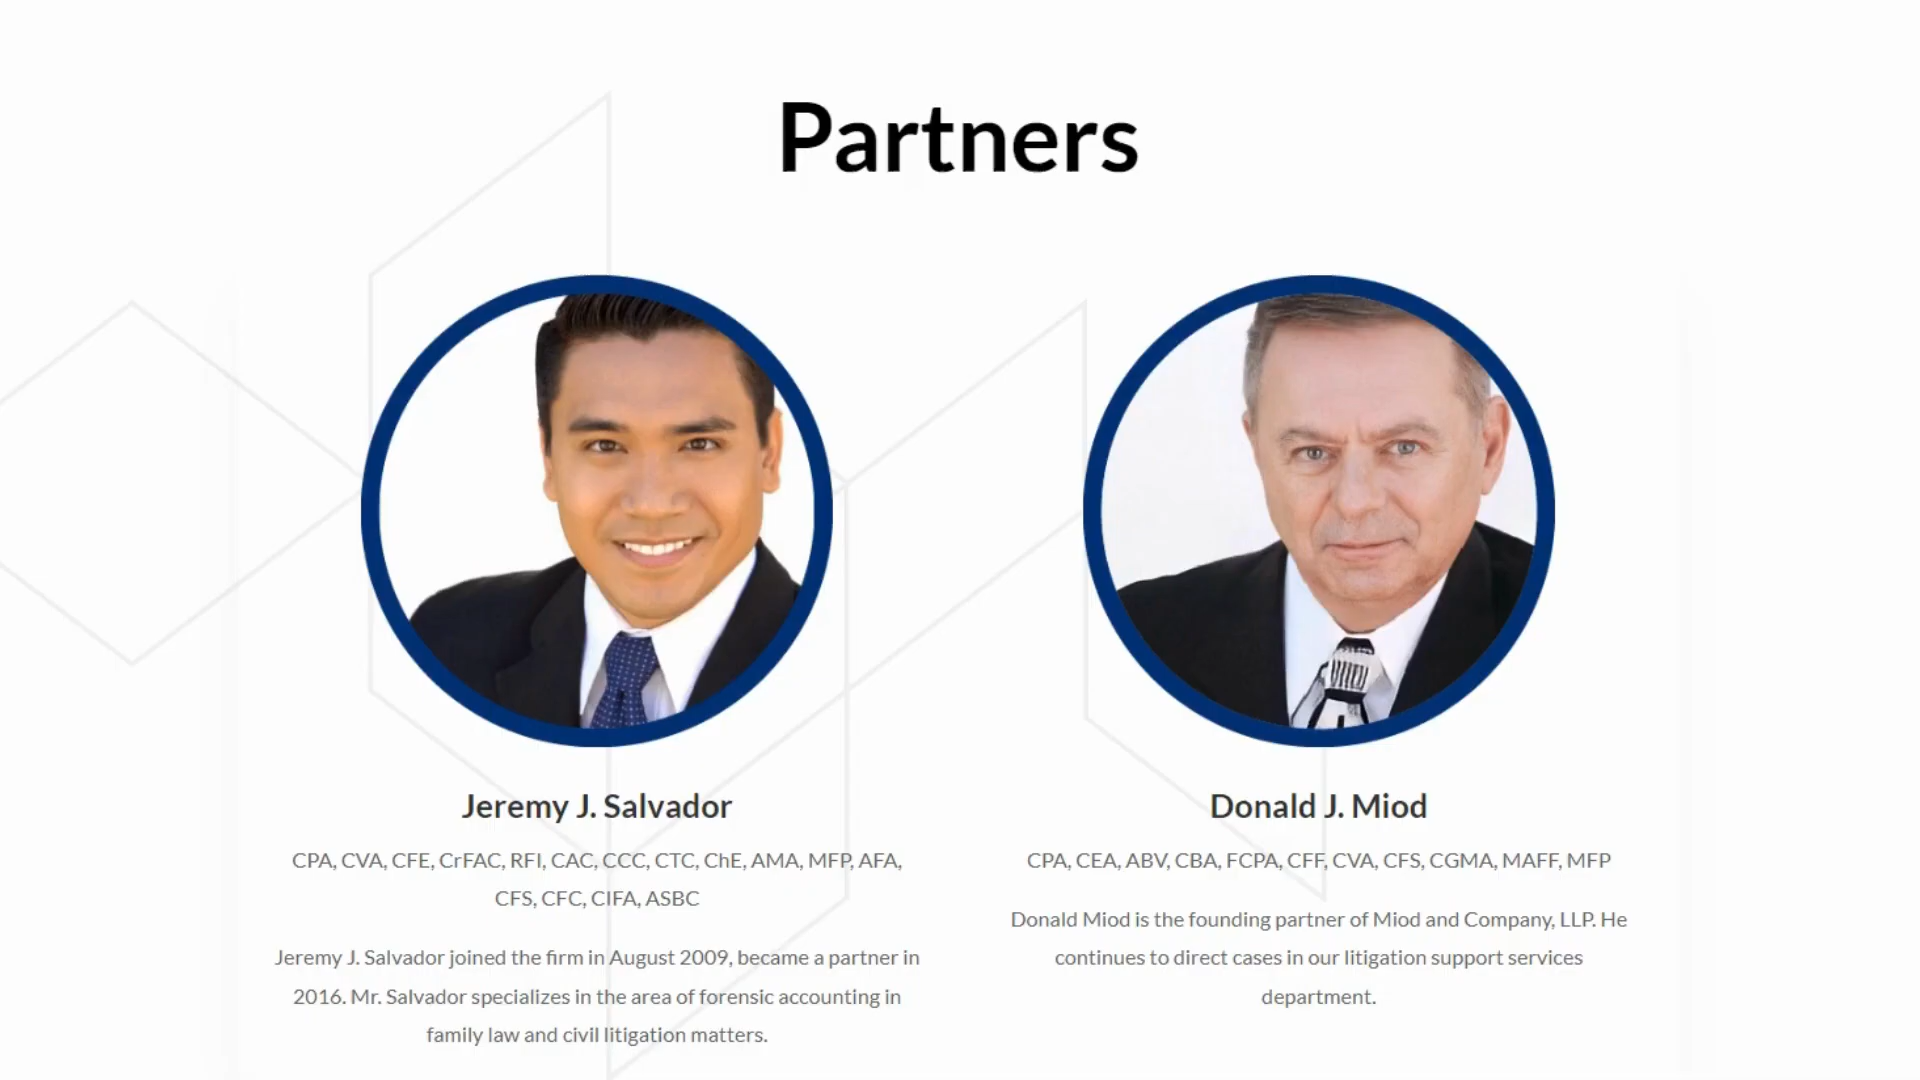 Partners
Jeremy J. Salvador
CPA, CVA, CFE, CrFAC, RFI, CAC, CCC, CTC, ChE, AMA, MFP, AFA,
CFS, CFC, CIFA, ASBC
Jeremy J. Salvador joined the firm in August 2009, became a partner in
2016. Mr. Salvador specializes in the area of forensic accounting in
family law and civil litigation matters.
Donald J. Miod
CPA, CEA, ABV, CBA, FCPA, CFF, CVA, CFS, CGMA, MAFF, MFP
Donald Miod is the founding partner of Miod and Company, LLP. He
continues to direct cases in our litigation support services
department.